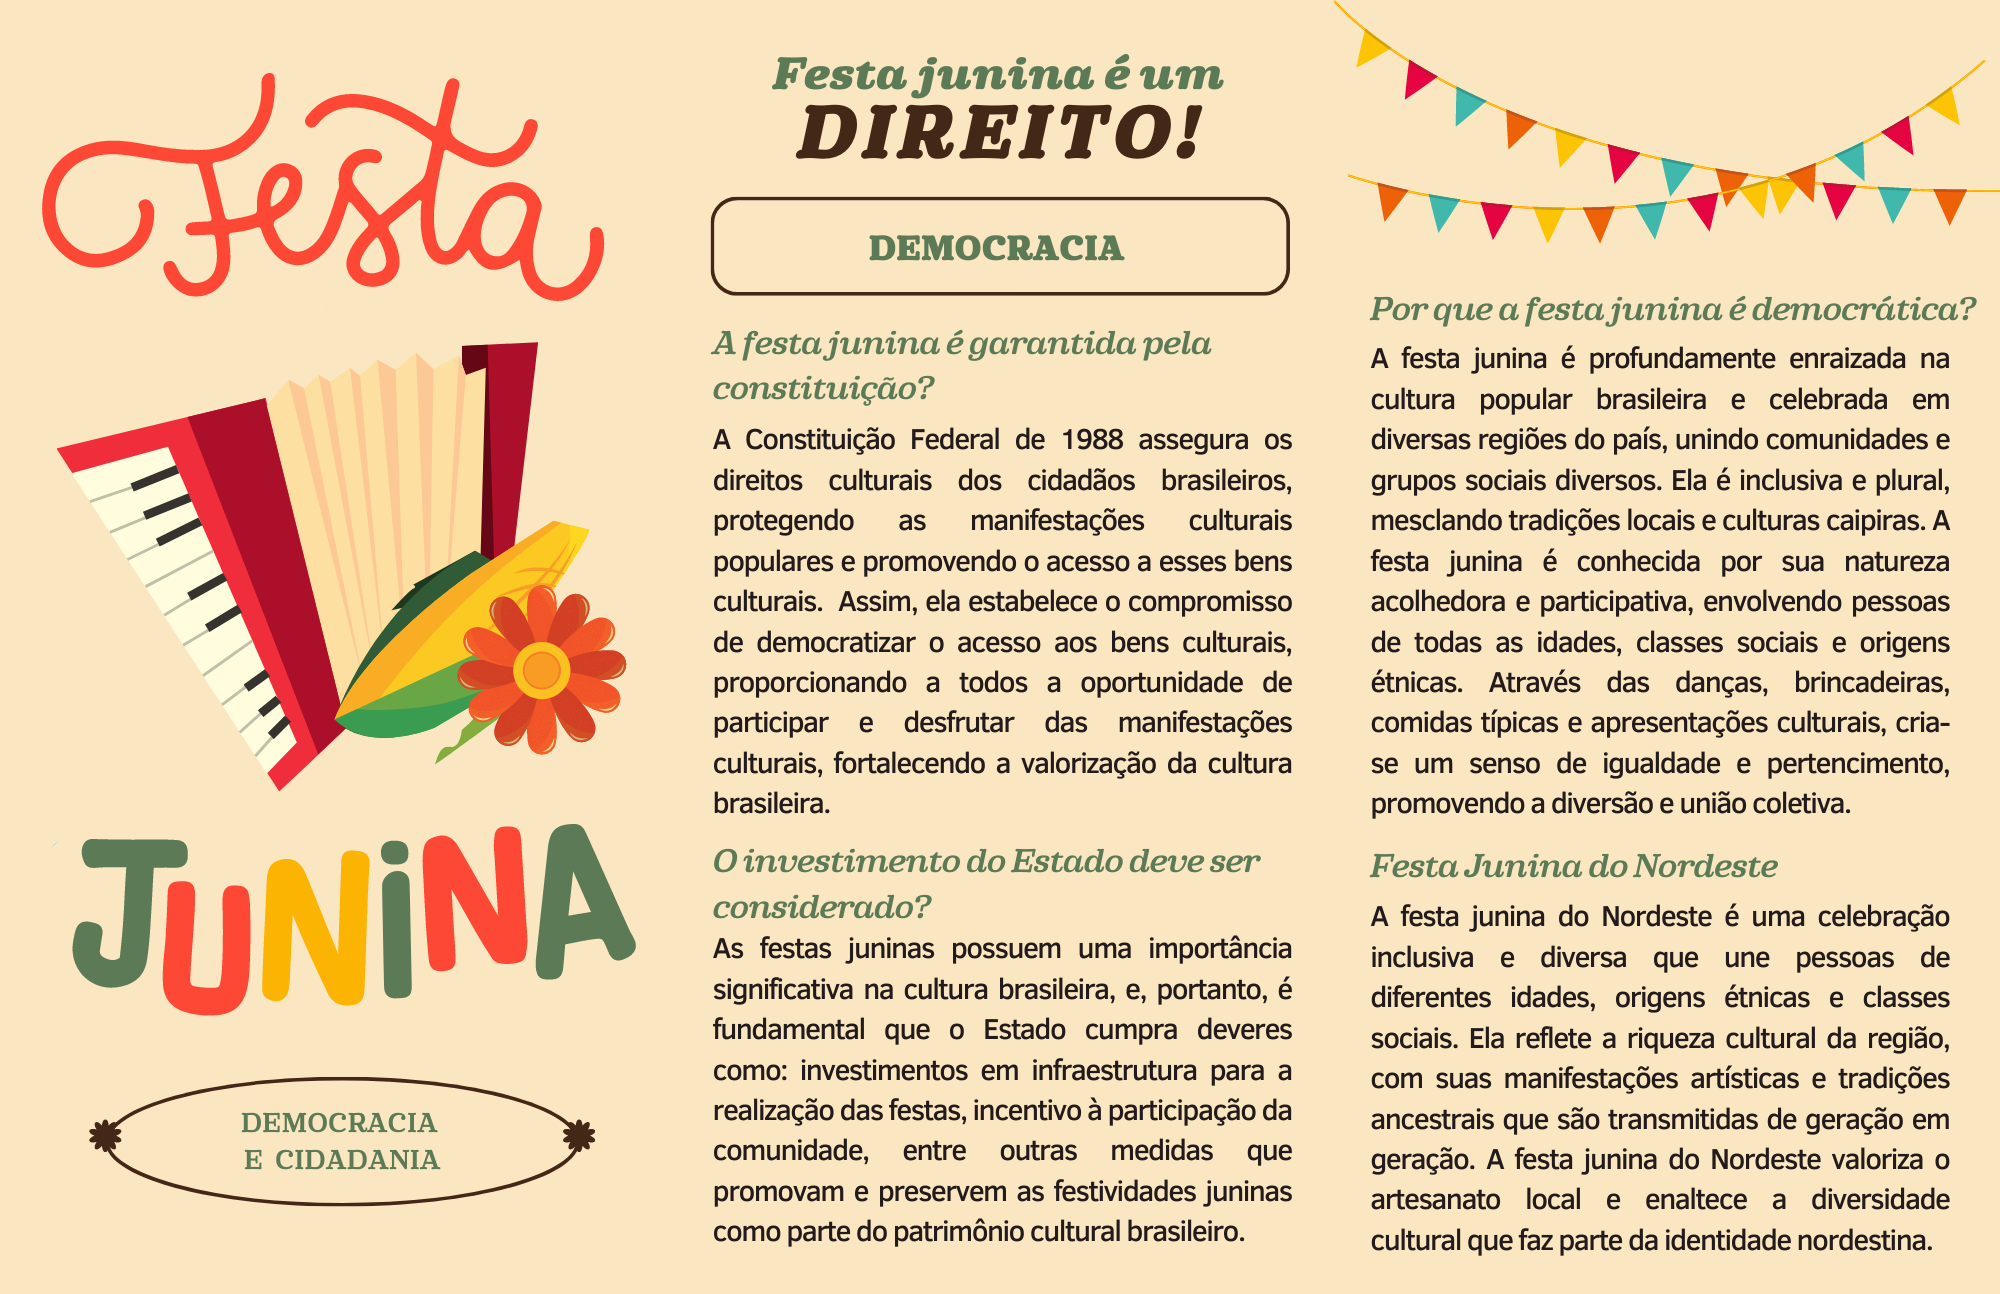 Festa
JUNiNA
DEMOCRACIA
E CIDADANIA
Festa junina é um
DIREITO!
DEMOCRACIA
A festa junina é garantida pela
constituição?
A Constituição Federal de 1988 assegura os
direitos culturais dos cidadãos brasileiros,
protegendo as manifestações culturais
populares e promovendo o acesso a esses bens
culturais. Assim, ela estabelece o compromisso
de democratizar o acesso aos bens culturais,
proporcionando a todos a oportunidade de
participar e desfrutar das manifestações
culturais, fortalecendo a valorização da cultura
brasileira.
O investimento do Estado deve ser
considerado?
As festas juninas possuem uma importância
significativa na cultura brasileira, e, portanto, é
fundamental que o Estado cumpra deveres
como: investimentos em infraestrutura para a
realização das festas, incentivo à participação da
comunidade, entre outras medidas que
promovam e preservem as festividades juninas
como parte do patrimônio cultural brasileiro.
Por que a festa junina é democrática?
A festa junina é profundamente enraizada na
cultura popular brasileira e celebrada em
diversas regiões do país, unindo comunidades e
grupos sociais diversos. Ela é inclusiva e plural,
mesclando tradições locais e culturas caipiras. A
festa junina é conhecida por sua natureza
acolhedora e participativa, envolvendo pessoas
de todas as idades, classes sociais e origens
étnicas. Através das danças, brincadeiras,
comidas típicas e apresentações culturais, cria-
se um senso de igualdade e pertencimento,
promovendo a diversão e união coletiva.
Festa Junina do Nordeste
A festa junina do Nordeste é uma celebração
inclusiva e diversa que une pessoas de
diferentes idades, origens étnicas e classes
sociais. Ela reflete a riqueza cultural da região,
com suas manifestações artísticas e tradições
ancestrais que são transmitidas de geração em
geração. A festa junina do Nordeste valoriza o
artesanato local e enaltece a diversidade
cultural que faz parte da identidade nordestina.